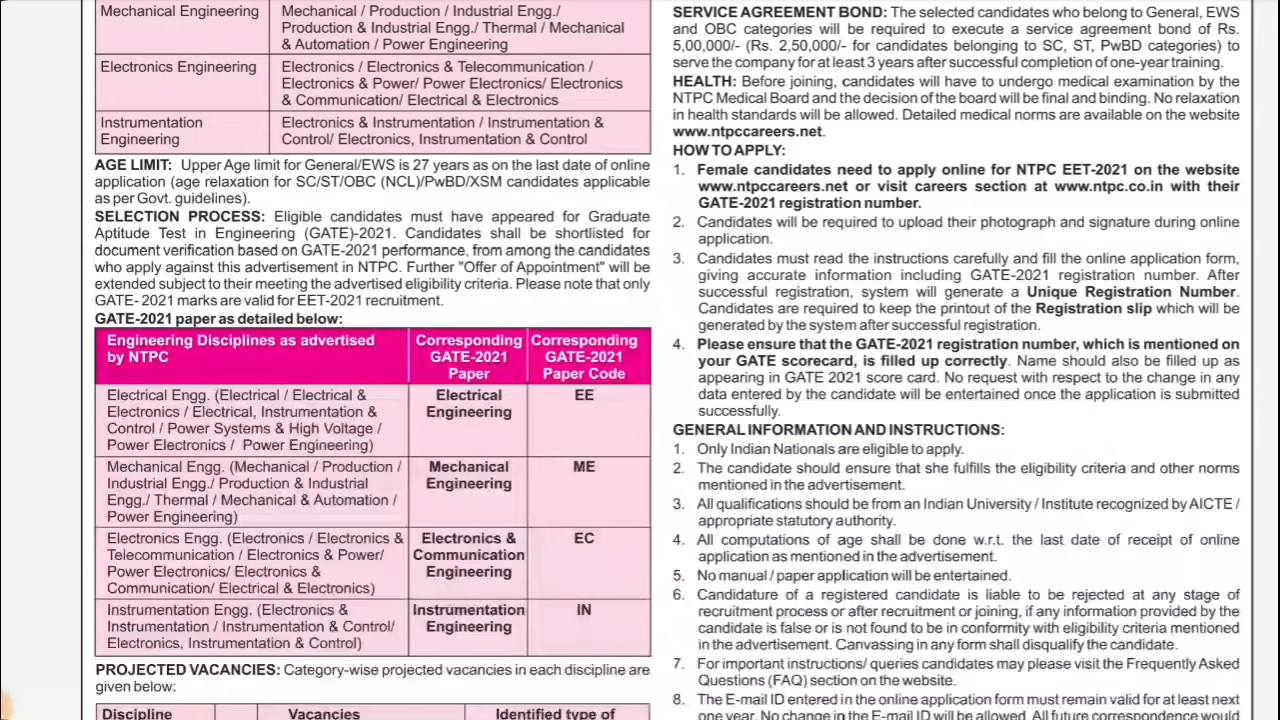 Mechanical Engineering
Mechanical / Production / Industrial Engg./
Production & Industrial Engg./ Thermal / Mechanical
& Automation / Power Engineering
Electronics Engineering
Electronics / Electronics & Telecommunication /
Electronics & Power/ Power Electronics/ Electronics
& Communication/ Electrical & Electronics
Instrumentation
Engineering
Electronics & Instrumentation / Instrumentation &
Control/ Electronics, Instrumentation & Control
AGE LIMIT: Upper Age limit for General/EWS is 27 years as on the last date of online
application (age relaxation for SC/ST/OBC (NCL)/PwBD/XSM candidates applicable
as per Govt. guidelines).
SELECTION PROCESS: Eligible candidates must have appeared for Graduate
Aptitude Test in Engineering (GATE)-2021. Candidates shall be shortlisted for
document verification based on GATE-2021 performance, from among the candidates
who apply against this advertisement in NTPC. Further "Offer of Appointment" will be
extended subject to their meeting the advertised eligibility criteria. Please note that only
GATE- 2021 marks are valid for EET-2021 recruitment.
GATE-2021 paper as detailed below:
Engineering Disciplines as advertised
by NTPC
Corresponding
GATE-2021
Paper
Corresponding
GATE-2021
Paper Code
Electrical Engg. (Electrical / Electrical &
Electronics / Electrical, Instrumentation &
Control / Power Systems & High Voltage /
Power Electronics / Power Engineering)
Electrical
Engineering
EE
Mechanical Engg. (Mechanical / Production /
Industrial Engg./ Production & Industrial
Engg./ Thermal / Mechanical & Automation /
Power Engineering)
Mechanical
Engineering
ME
Electronics Engg. (Electronics / Electronics &
Telecommunication / Electronics & Power/
Power Electronics/ Electronics &
Communication/ Electrical & Electronics)
Electronics &
Communication
Engineering
EC
Instrumentation Engg. (Electronics &
Instrumentation / Instrumentation & Control/
Electronics, Instrumentation & Control)
Instrumentation
Engineering
IN
PROJECTED VACANCIES: Category-wise projected vacancies in each discipline are
given below:
Discipline
Vacancies
Identified type of
SERVICE AGREEMENT BOND: The selected candidates who belong to General, EWS
and OBC categories will be required to execute a service agreement bond of Rs.
5,00,000/- (Rs. 2,50,000/- for candidates belonging to SC, ST, PwBD categories) to
serve the company for at least 3 years after successful completion of one-year training.
HEALTH: Before joining, candidates will have to undergo medical examination by the
NTPC Medical Board and the decision of the board will be final and binding. No relaxation
in health standards will be allowed. Detailed medical norms are available on the website
www.ntpccareers.net.
HOW TO APPLY:
1. Female candidates need to apply online for NTPC EET-2021 on the website
www.ntpccareers.net or visit careers section at www.ntpc.co.in with their
GATE-2021 registration number.
2. Candidates will be required to upload their photograph and signature during online
application.
3. Candidates must read the instructions carefully and fill the online application form,
giving accurate information including GATE-2021 registration number. After
successful registration, system will generate a Unique Registration Number.
Candidates are required to keep the printout of the Registration slip which will be
generated by the system after successful registration.
4. Please ensure that the GATE-2021 registration number, which is mentioned on
your GATE scorecard, is filled up correctly. Name should also be filled up as
appearing in GATE 2021 score card. No request with respect to the change in any
data entered by the candidate will be entertained once the application is submitted
successfully.
GENERAL INFORMATION AND INSTRUCTIONS:
1. Only Indian Nationals are eligible to apply.
2. The candidate should ensure that she fulfills the eligibility criteria and other norms
mentioned in the advertisement.
3. All qualifications should be from an Indian University / Institute recognized by AICTE /
appropriate statutory authority.
4. All computations of age shall be done w.r.t. the last date of receipt of online
application as mentioned in the advertisement.
5. No manual / paper application will be entertained.
6. Candidature of a registered candidate is liable to be rejected at any stage of
recruitment process or after recruitment or joining, if any information provided by the
candidate is false or is not found to be in conformity with eligibility criteria mentioned
in the advertisement. Canvassing in any form shall disqualify the candidate.
7. For important instructions/ queries candidates may please visit the Frequently Asked
Questions (FAQ) section on the website.
8. The E-mail ID entered in the online application form must remain valid for at least next
one year. No change in the E-mail ID will be allowed. All future correspondence would